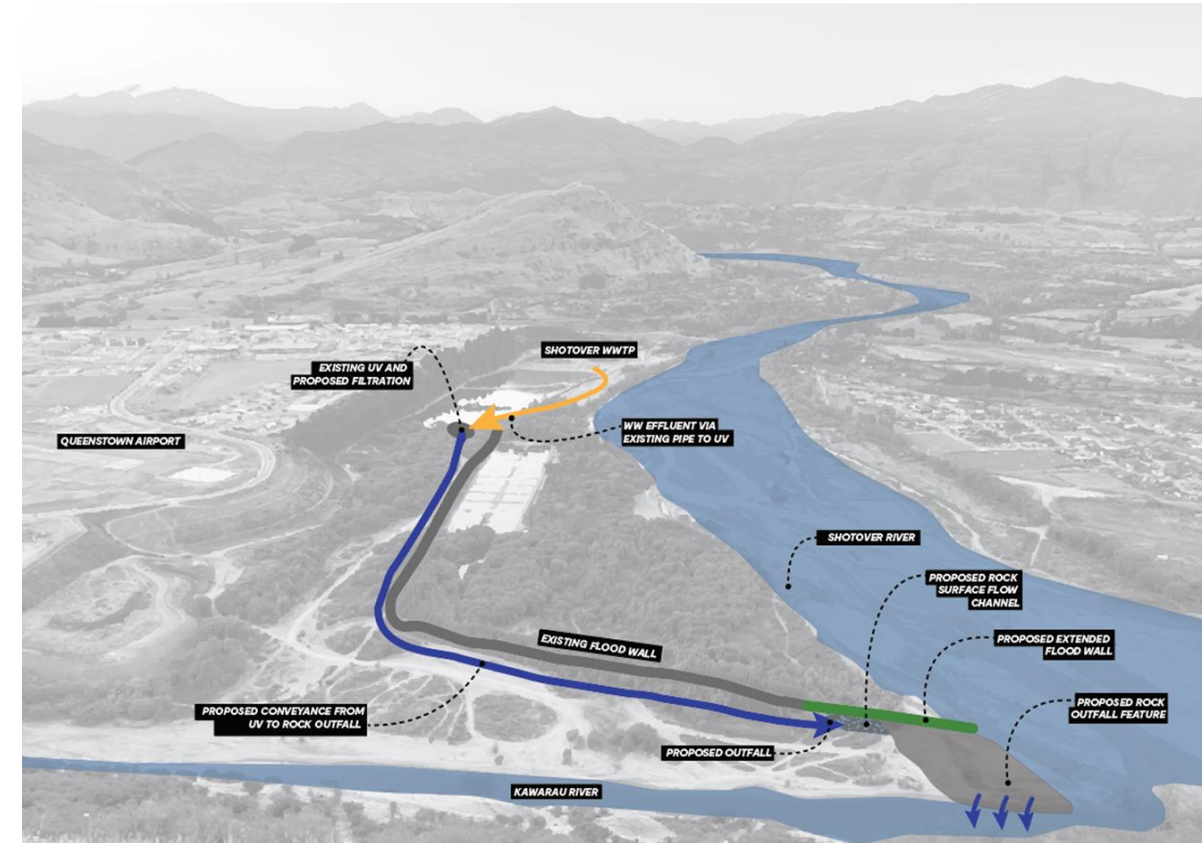 SHOTOVER WWTP
EXISTING UV AND
PROPOSED FILTRATION
WW EFFLUENT VIA
EXISTING PIPE TO UV
QUEENSTOWN AIRPORT
SHOTOVER RIVER
PROPOSED ROCK
SURFACE FLOW
CHANNEL
EXISTING FLOOD WALL
PROPOSED EXTENDED
FLOOD WALL
PROPOSED CONVEYANCE FROM
UV TO ROCK OUTFALL
PROPOSED ROCK
OUTFALL FEATURE
PROPOSED OUTFALL
KAWARAU RIVER